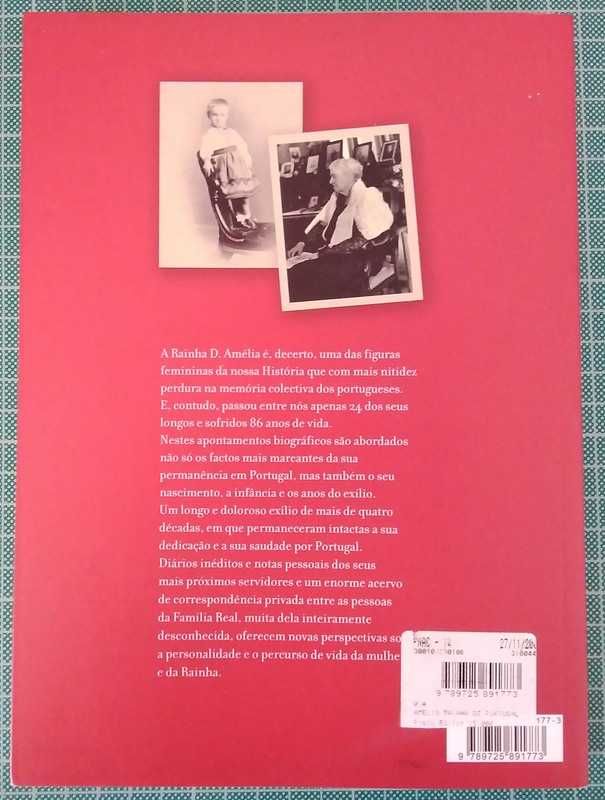 A Rainha D. Amélia é, decerto, uma das figuras
femininas da nossa História que com mais nitidez
perdura na memória colectiva dos portugueses.
E, contudo, passou entre nós apenas 24 dos seus
longos e sofridos 86 anos de vida.
Nestes apontamentos biográficos são abordados
não só os factos mais marcantes da sua
permanência em Portugal, mas também o seu
nascimento, a infância e os anos do exílio.
Um longo e doloroso exílio de mais de quatro
décadas, em que permaneceram intactas a sua
dedicação e a sua saudade por Portugal.
Diários inéditos e notas pessoais dos seus
mais próximos servidores e um enorme acervo
de correspondência privada entre as pessoas
da Família Real, muita dela inteiramente
desconhecida, oferecem novas perspectivas so
a personalidade e o percurso de vida da mulhe
e da Rainha.
27/11/20
9 789725 891773
177-3
9 789725 891773